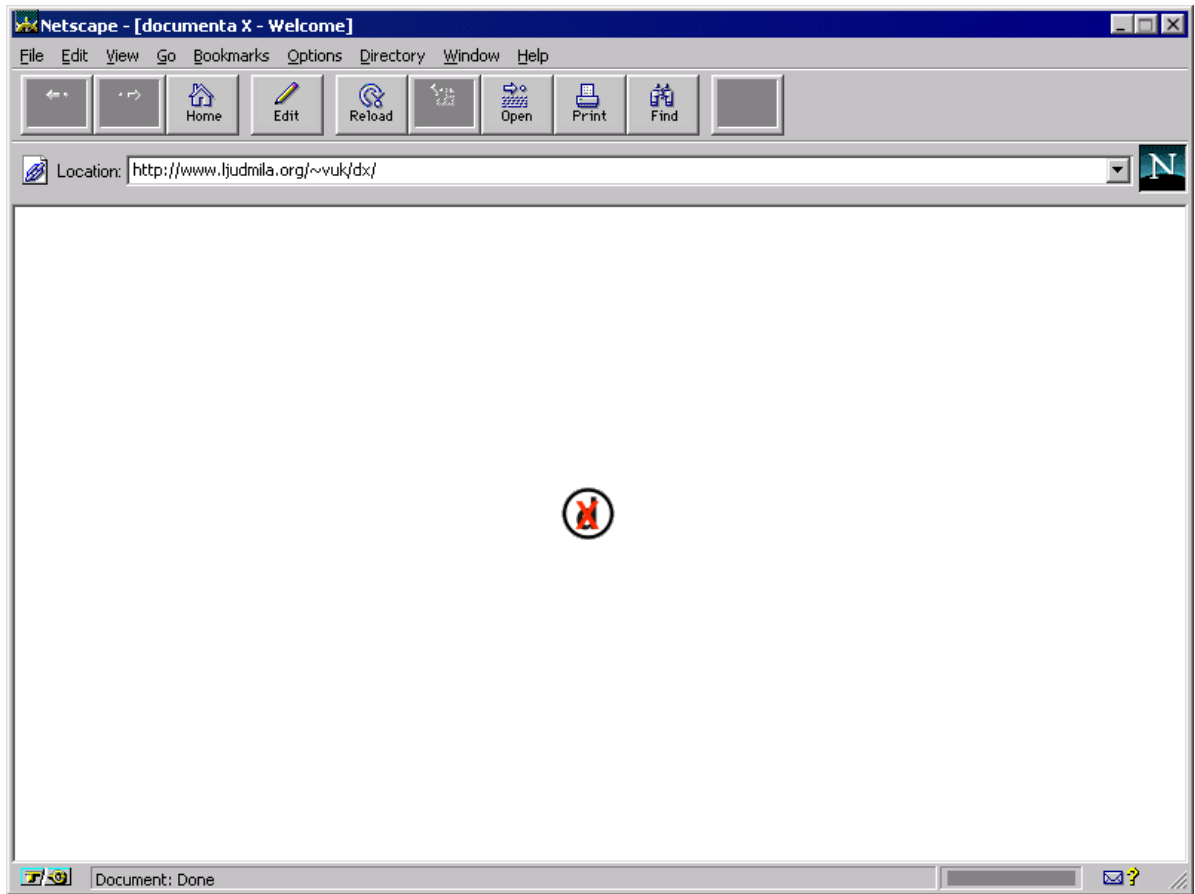 Netscape - [documenta X - Welcome]
File Edit View Go Bookmarks Options Directory Window Help
Home Edit Reload Open Print Find
Location: http://www.ljudmila.org/~vuk/dx/
N
d X
Document: Done
?